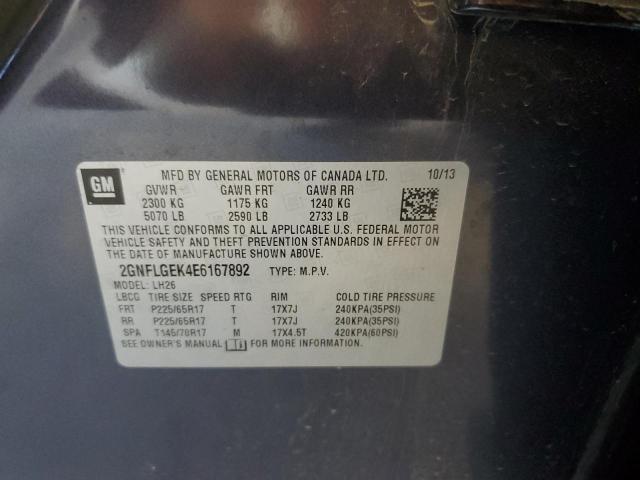 GM
MFD BY GENERAL MOTORS OF CANADA LTD. 10/13
GVWR GAWR FRT GAWR RR
2300 KG 1175 KG 1240 KG
5070 LB 2590 LB 2733 LB
THIS VEHICLE CONFORMS TO ALL APPLICABLE U.S. FEDERAL MOTOR
VEHICLE SAFETY AND THEFT PREVENTION STANDARDS IN EFFECT ON
THE DATE OF MANUFACTURE SHOWN ABOVE.
2GNFLGEK4E6167892 TYPE: M.P.V.
MODEL: LH26
LBCG TIRE SIZE SPEED RTG RIM COLD TIRE PRESSURE
FRT P225/65R17 T 17X7J 240KPA(35PSI)
RR P225/65R17 T 17X7J 240KPA(35PSI)
SPA T145/70R17 M 17X4.5T 420KPA(60PSI)
SEE OWNER'S MANUAL FOR MORE INFORMATION.